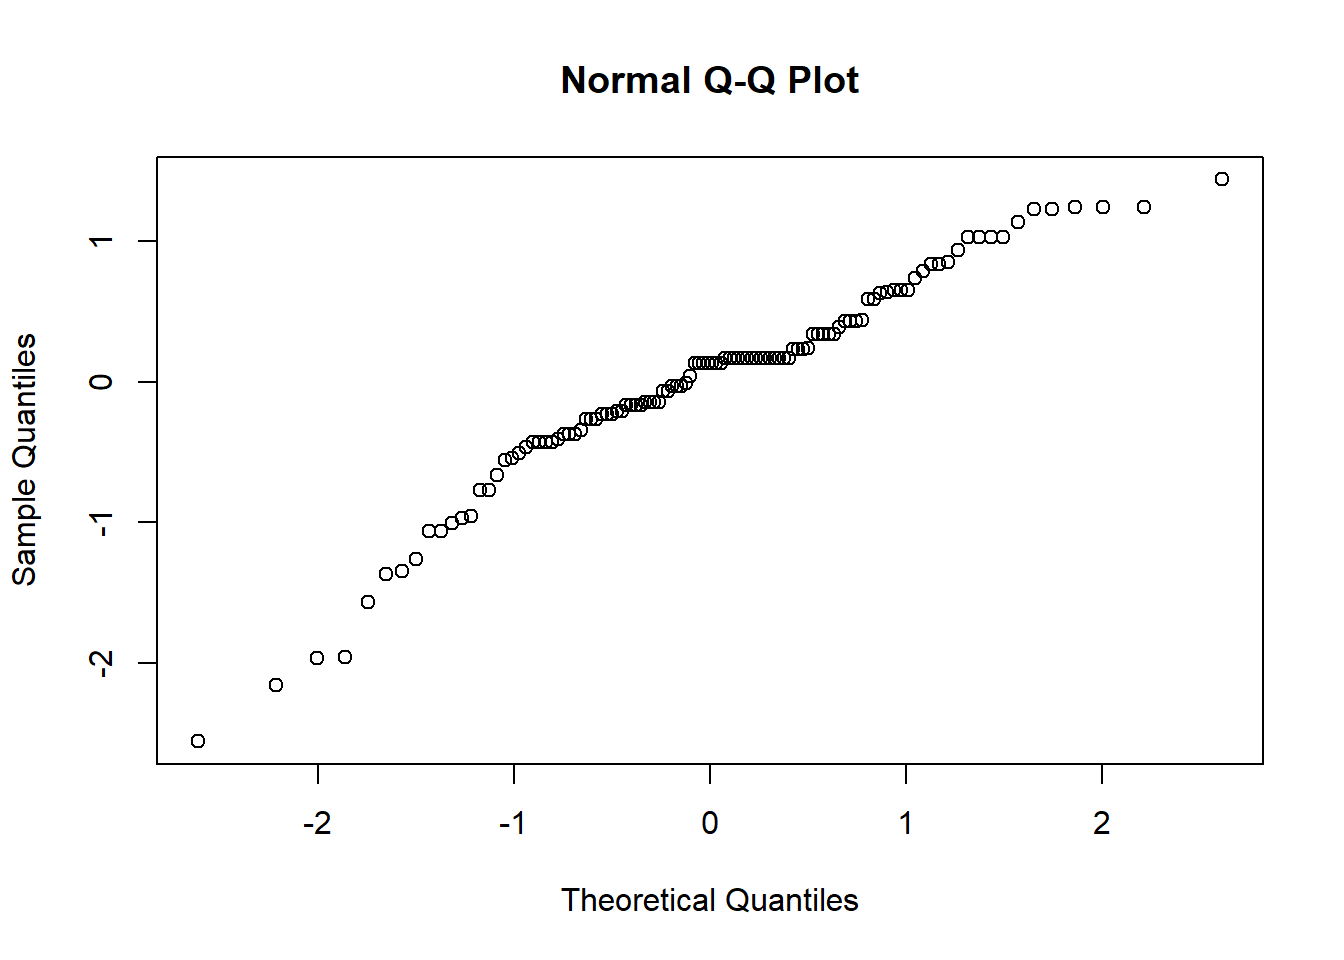 Normal Q-Q Plot
Sample Quantiles
1
0
-1
-2
-2 -1 0 1 2
Theoretical Quantiles